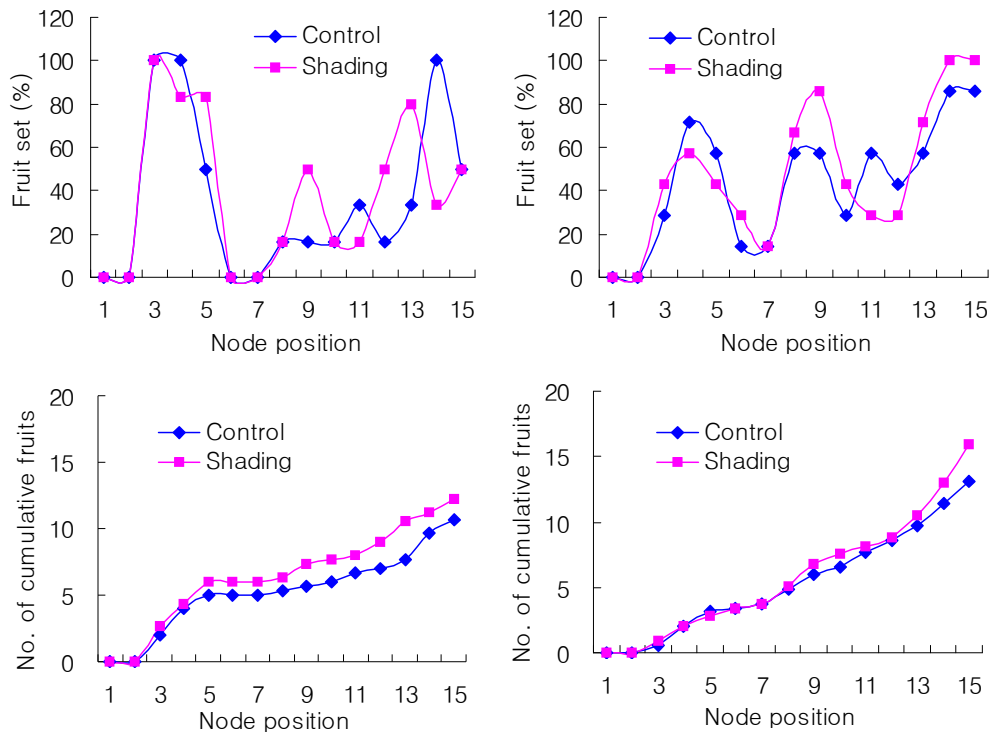 120
100
80
60
40
20
0
Fruit set (%)
Control
Shading
1 3 5 7 9 11 13 15
Node position
120
100
80
60
40
20
0
Fruit set (%)
Control
Shading
1 3 5 7 9 11 13 15
Node position
20
15
10
5
0
No. of cumulative fruits
Control
Shading
1 3 5 7 9 11 13 15
Node position
20
15
10
5
0
No. of cumulative fruits
Control
Shading
1 3 5 7 9 11 13 15
Node position